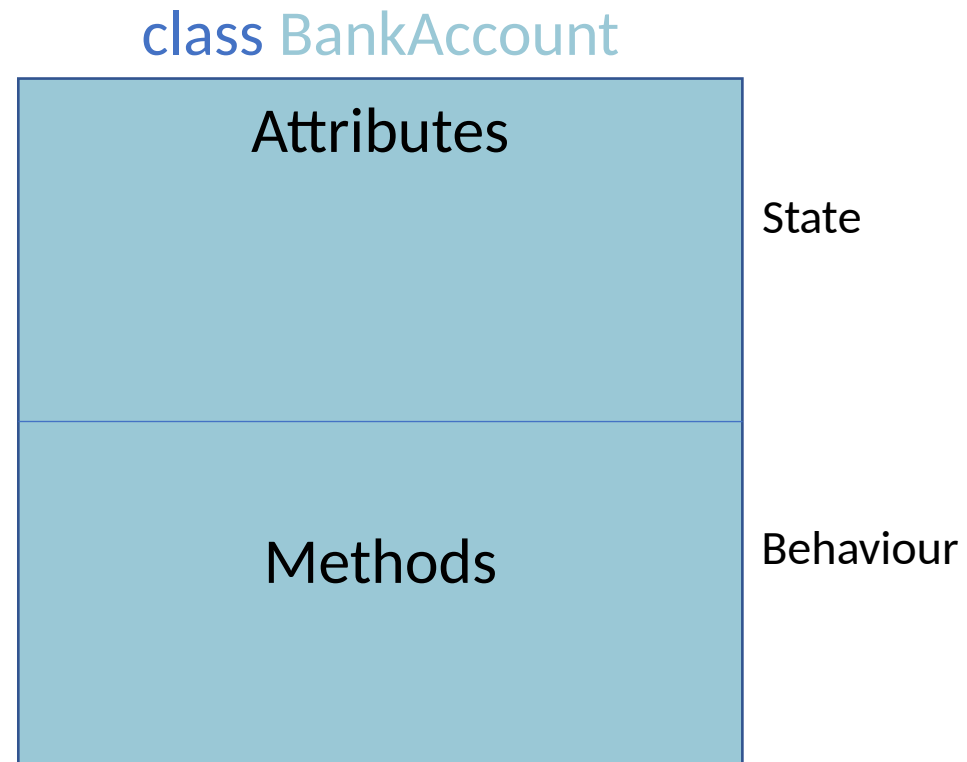 class BankAccount
Attributes
State
Methods
Behaviour